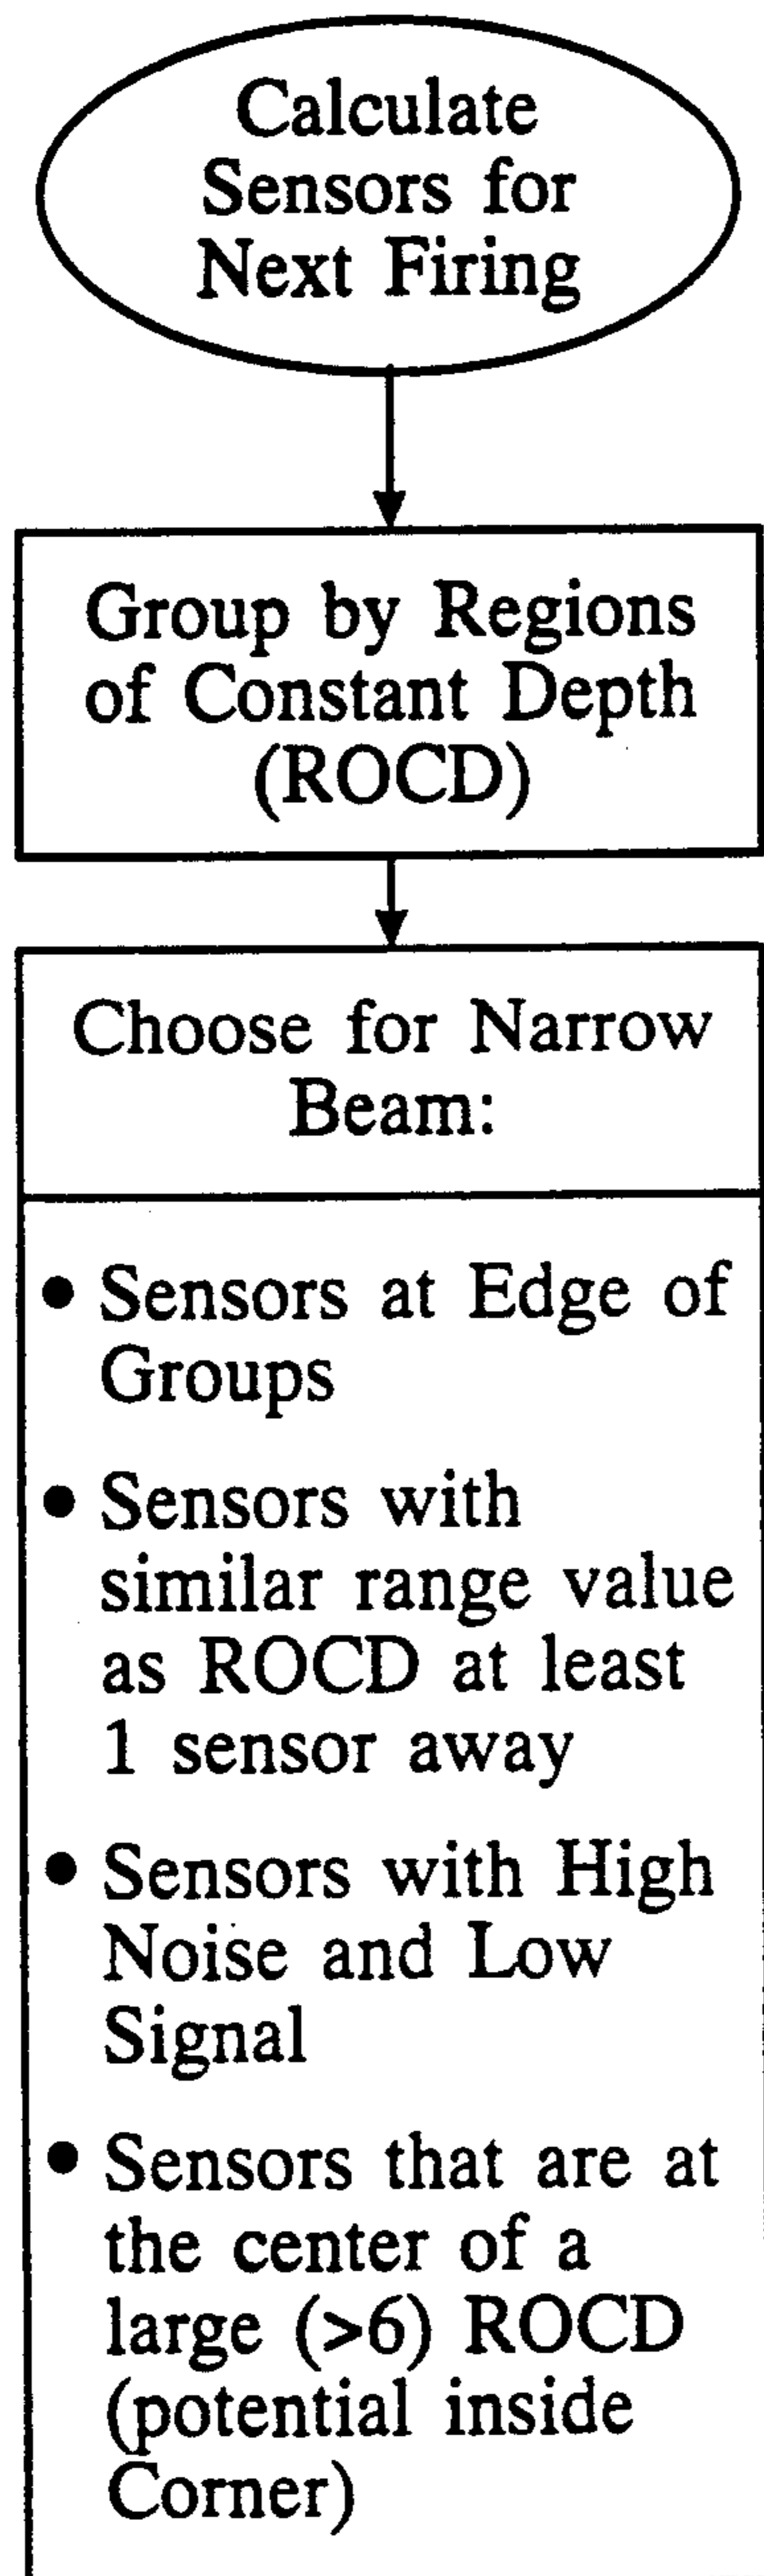 Calculate
Sensors for
Next Firing
Group by Regions
of Constant Depth
(ROCD)
Choose for Narrow
Beam:
• Sensors at Edge of
Groups
• Sensors with
similar range value
as ROCD at least
1 sensor away
• Sensors with High
Noise and Low
Signal
• Sensors that are at
the center of a
large (>6) ROCD
(potential inside
Corner)